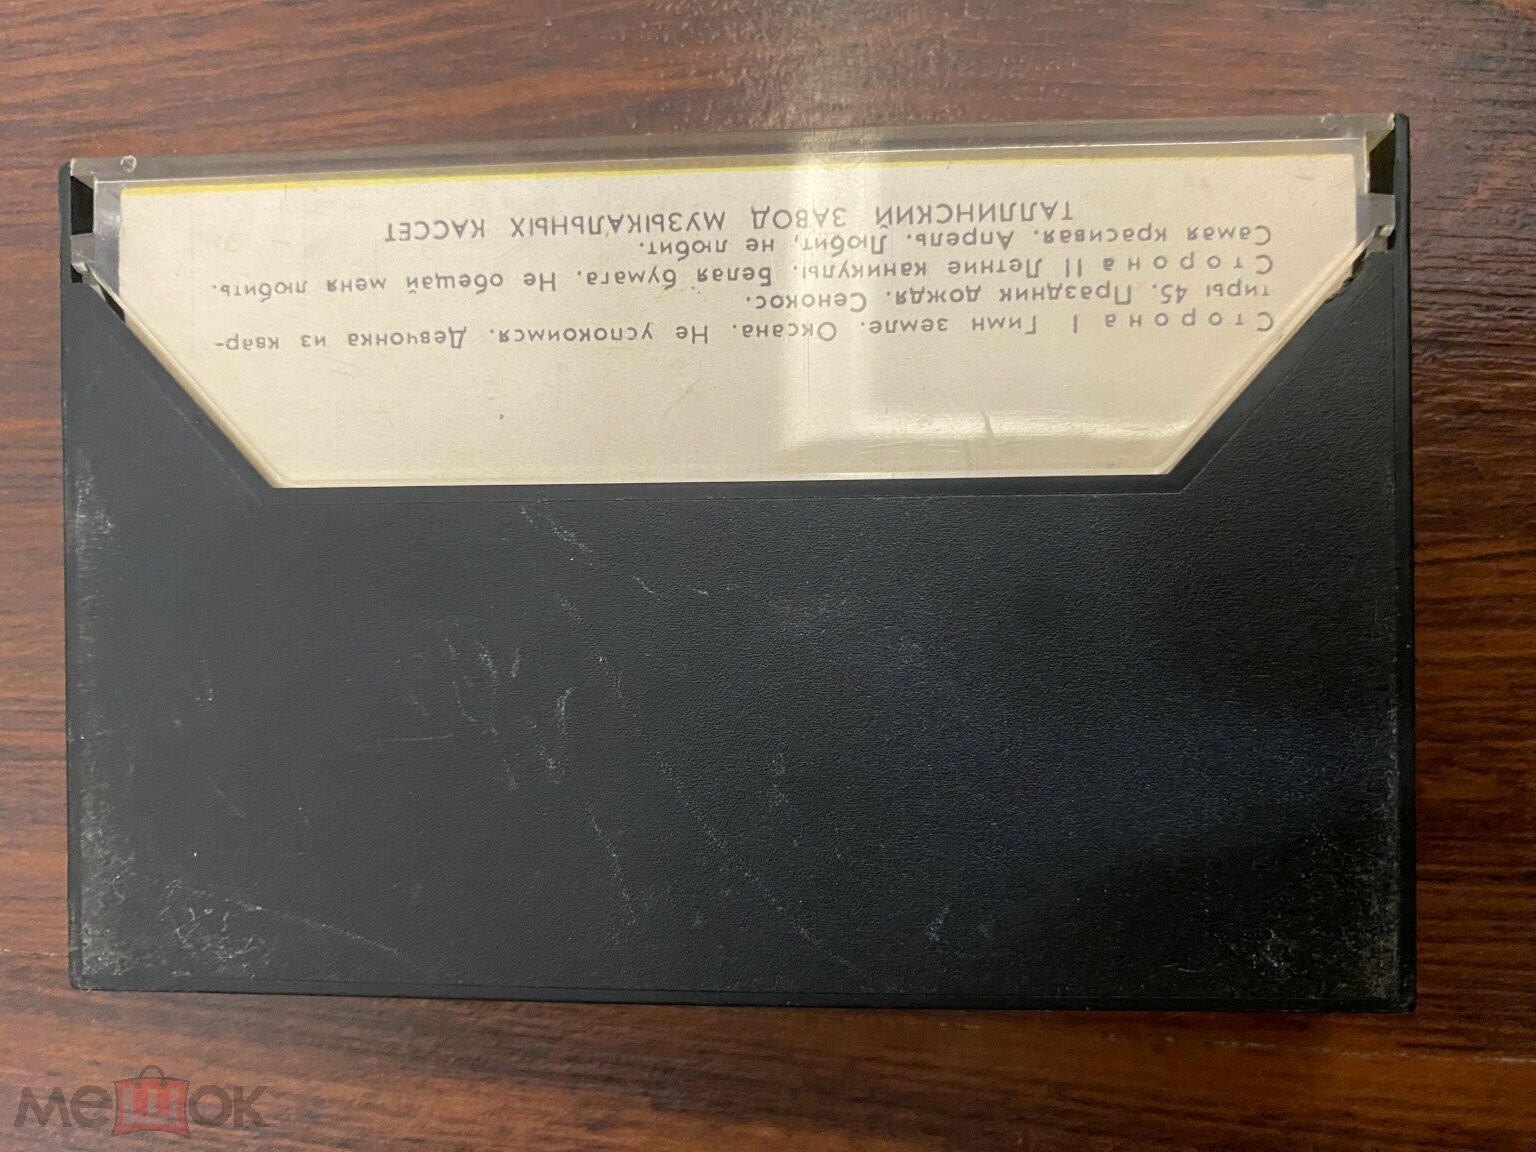 Сторона I Гимн земле. Оксана. Не успокоимся. Девчонка из квар-
тиры 45. Праздник дождя. Сенокос.
Сторона II Летние каникулы. Белая бумага. Не обещай меня любить.
Самая красивая. Апрель. Любит, не любит.
ТАЛЛИНСКИЙ ЗАВОД МУЗЫКАЛЬНЫХ КАССЕТ
мешок